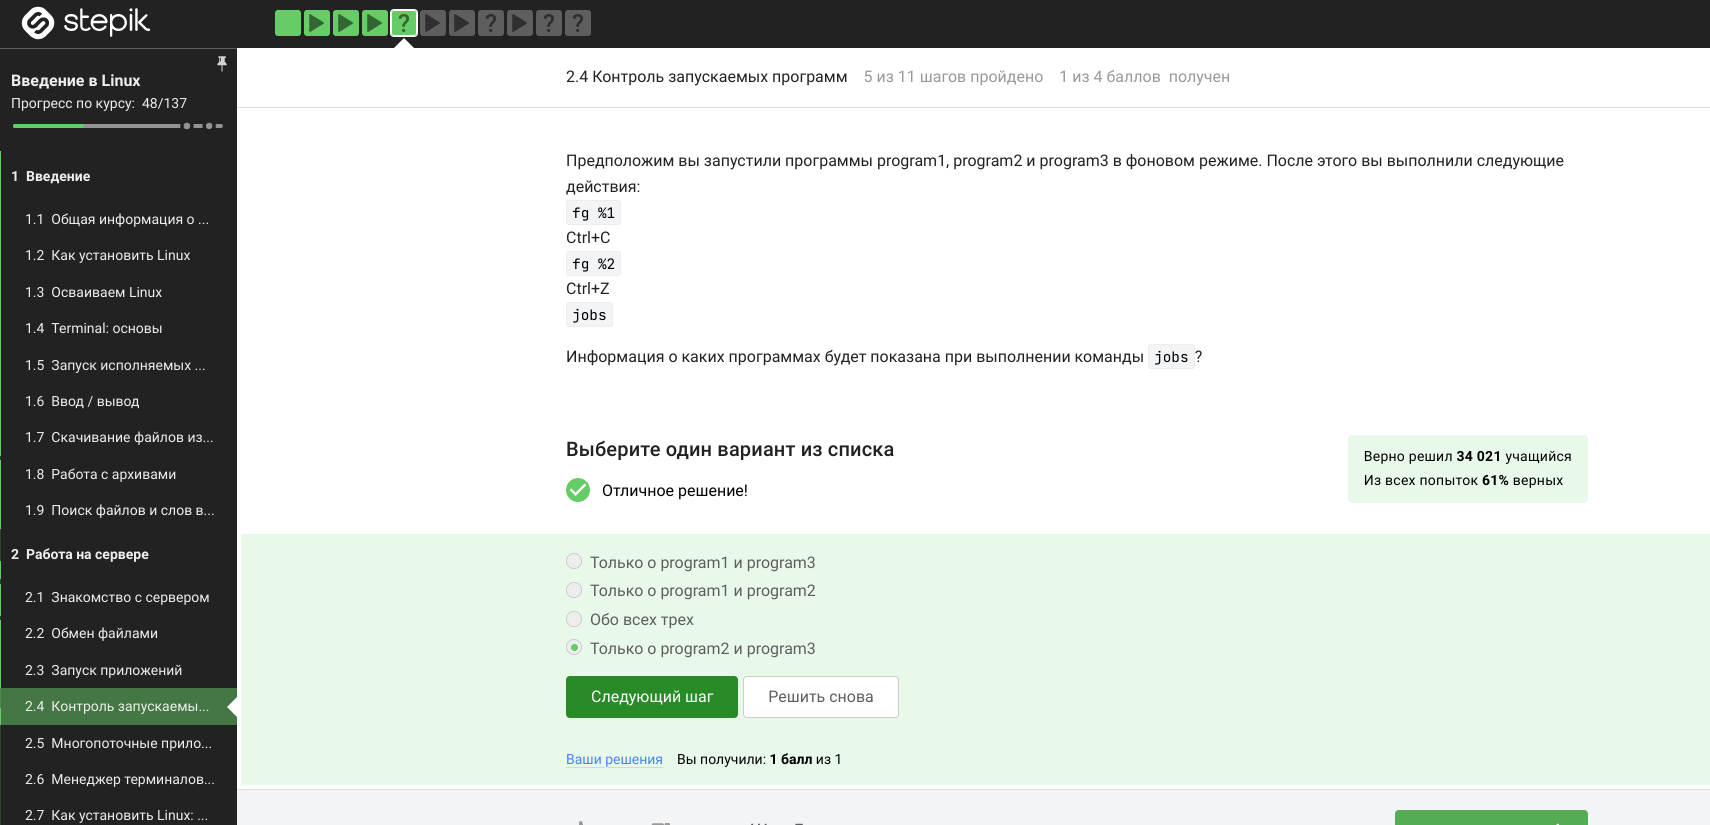 stepik
? ? ? ?
Введение в Linux
Прогресс по курсу: 48/137
1 Введение
1.1 Общая информация о ...
1.2 Как установить Linux
1.3 Осваиваем Linux
1.4 Terminal: основы
1.5 Запуск исполняемых ...
1.6 Ввод / вывод
1.7 Скачивание файлов из...
1.8 Работа с архивами
1.9 Поиск файлов и слов в...
2 Работа на сервере
2.1 Знакомство с сервером
2.2 Обмен файлами
2.3 Запуск приложений
2.4 Контроль запускаемы...
2.5 Многопоточные прило...
2.6 Менеджер терминалов...
2.7 Как установить Linux: ...
2.4 Контроль запускаемых программ 5 из 11 шагов пройдено 1 из 4 баллов получен
Предположим вы запустили программы program1, program2 и program3 в фоновом режиме. После этого вы выполнили следующие
действия:
fg %1
Ctrl+C
fg %2
Ctrl+Z
jobs
Информация о каких программах будет показана при выполнении команды jobs?
Выберите один вариант из списка
Отличное решение!
Верно решил 34 021 учащийся
Из всех попыток 61% верных
Только о program1 и program3
Только о program1 и program2
Обо всех трех
Только о program2 и program3
Следующий шаг
Решить снова
Ваши решения Вы получили: 1 балл из 1